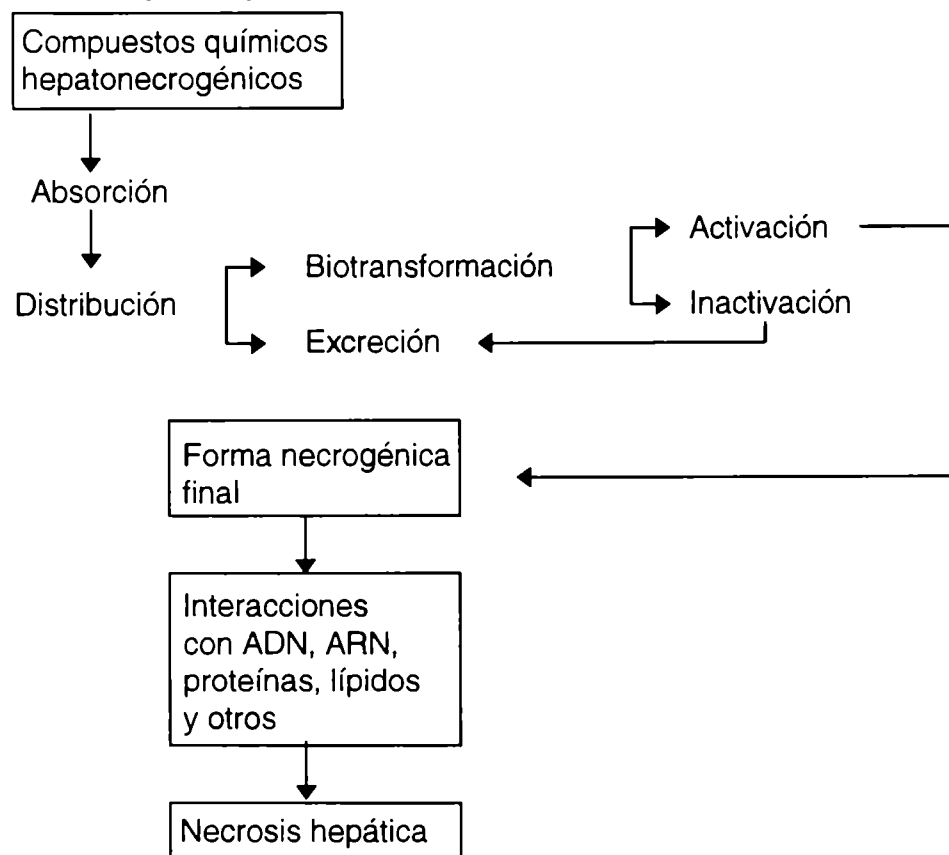 Compuestos químicos
hepatonecrogénicos
Absorción
Distribución
Biotransformación
Excreción
Activación
Inactivación
Forma necrogénica
final
Interacciones
con ADN, ARN,
proteínas, lípidos
y otros
Necrosis hepática